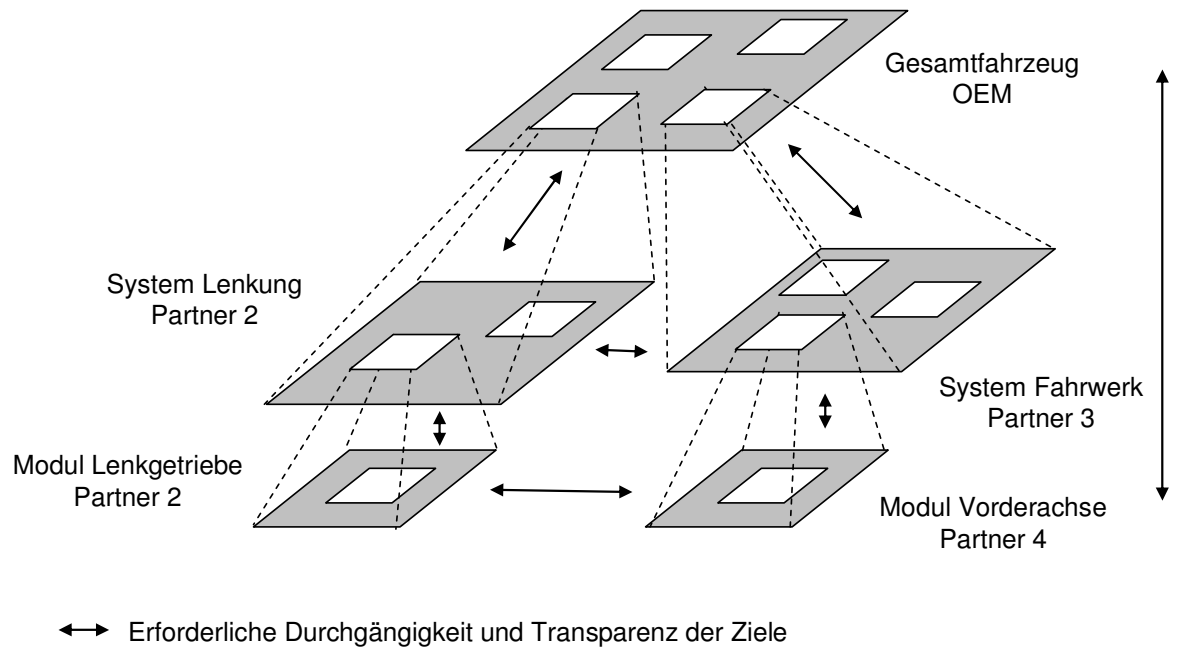 Gesamtfahrzeug
OEM
System Lenkung
Partner 2
System Fahrwerk
Partner 3
Modul Lenkgetriebe
Partner 2
Modul Vorderachse
Partner 4
Erforderliche Durchgängigkeit und Transparenz der Ziele